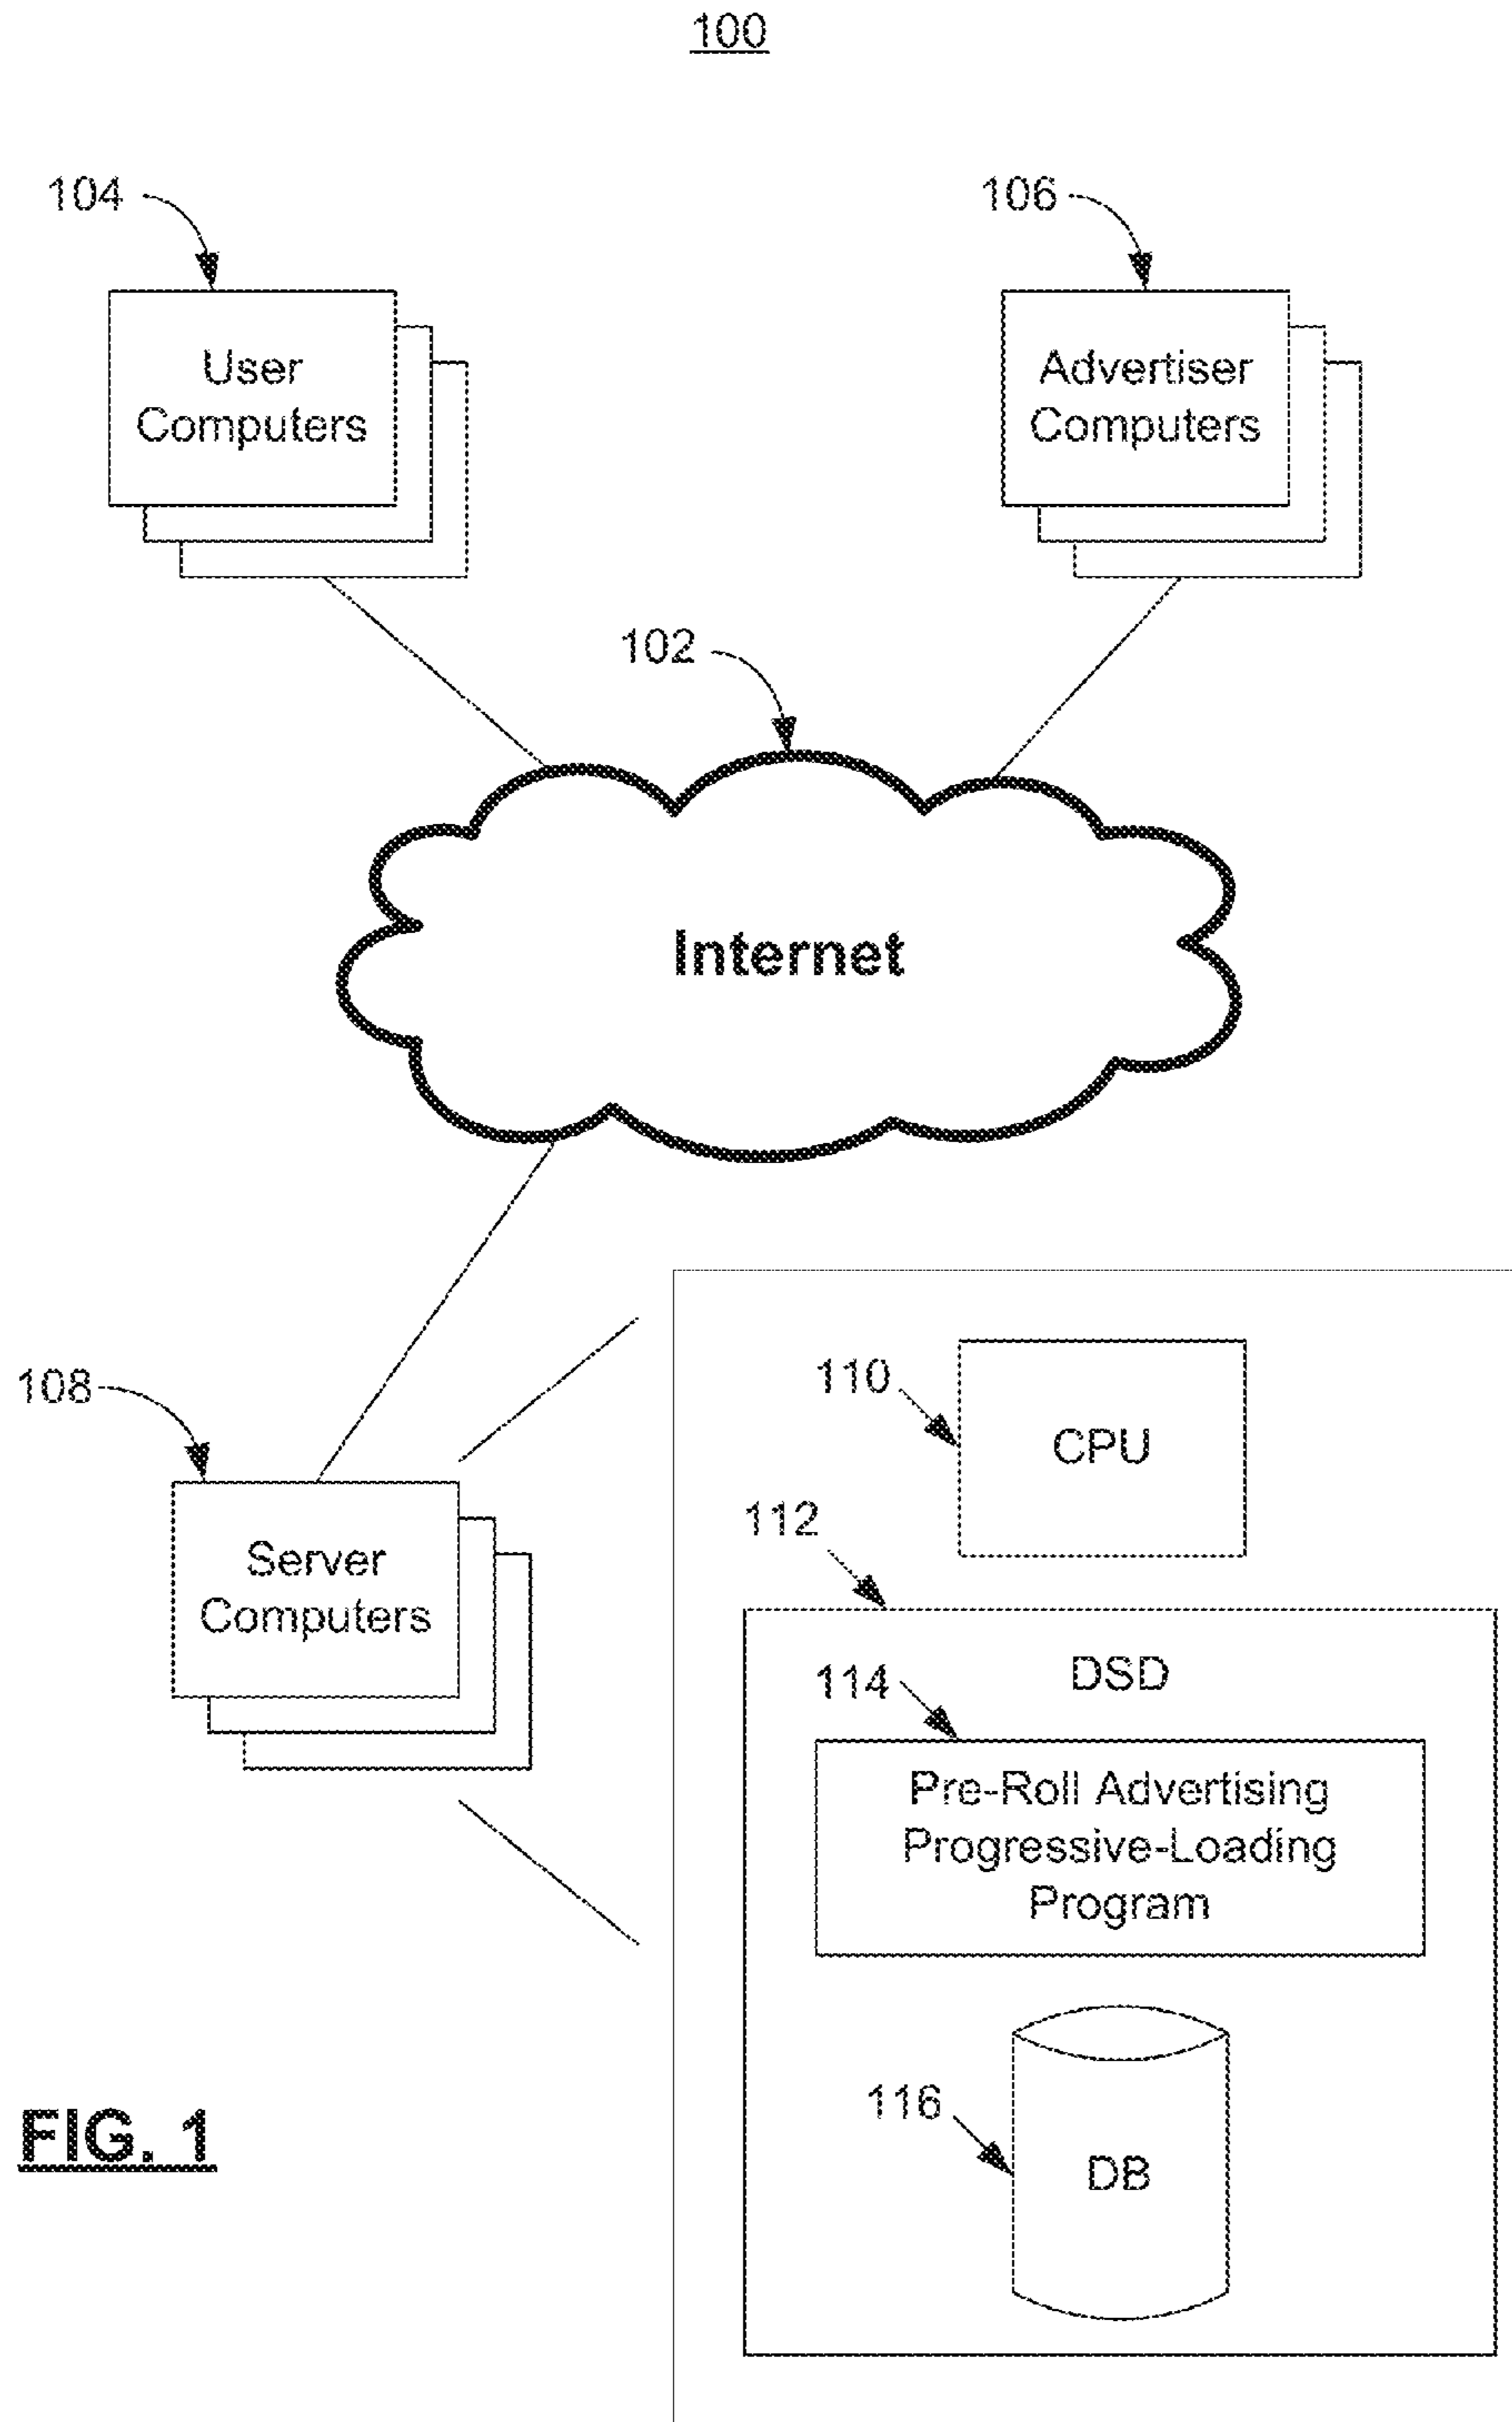 100
104
106
User
Computers
Advertiser
Computers
102
Internet
108
Server
Computers
110
CPU
112
DSD
114
Pre-Roll Advertising
Progressive-Loading
Program
116
DB
FIG. 1